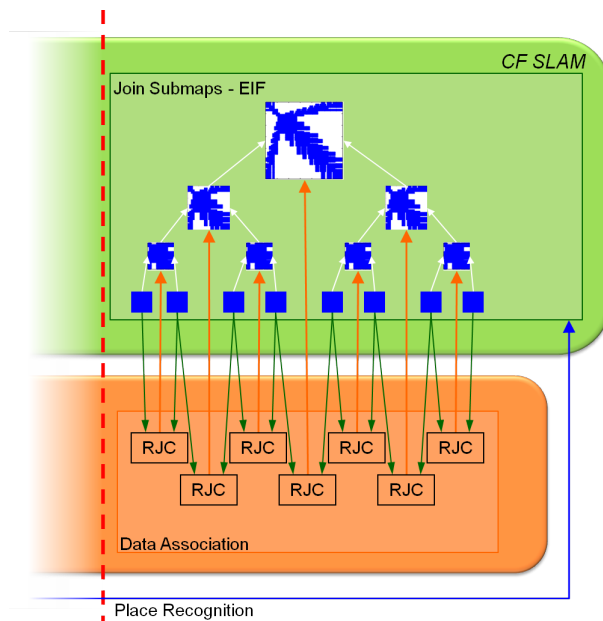 CF SLAM
Join Submaps - EIF
RJC
RJC
RJC
RJC
RJC
RJC
RJC
Data Association
Place Recognition